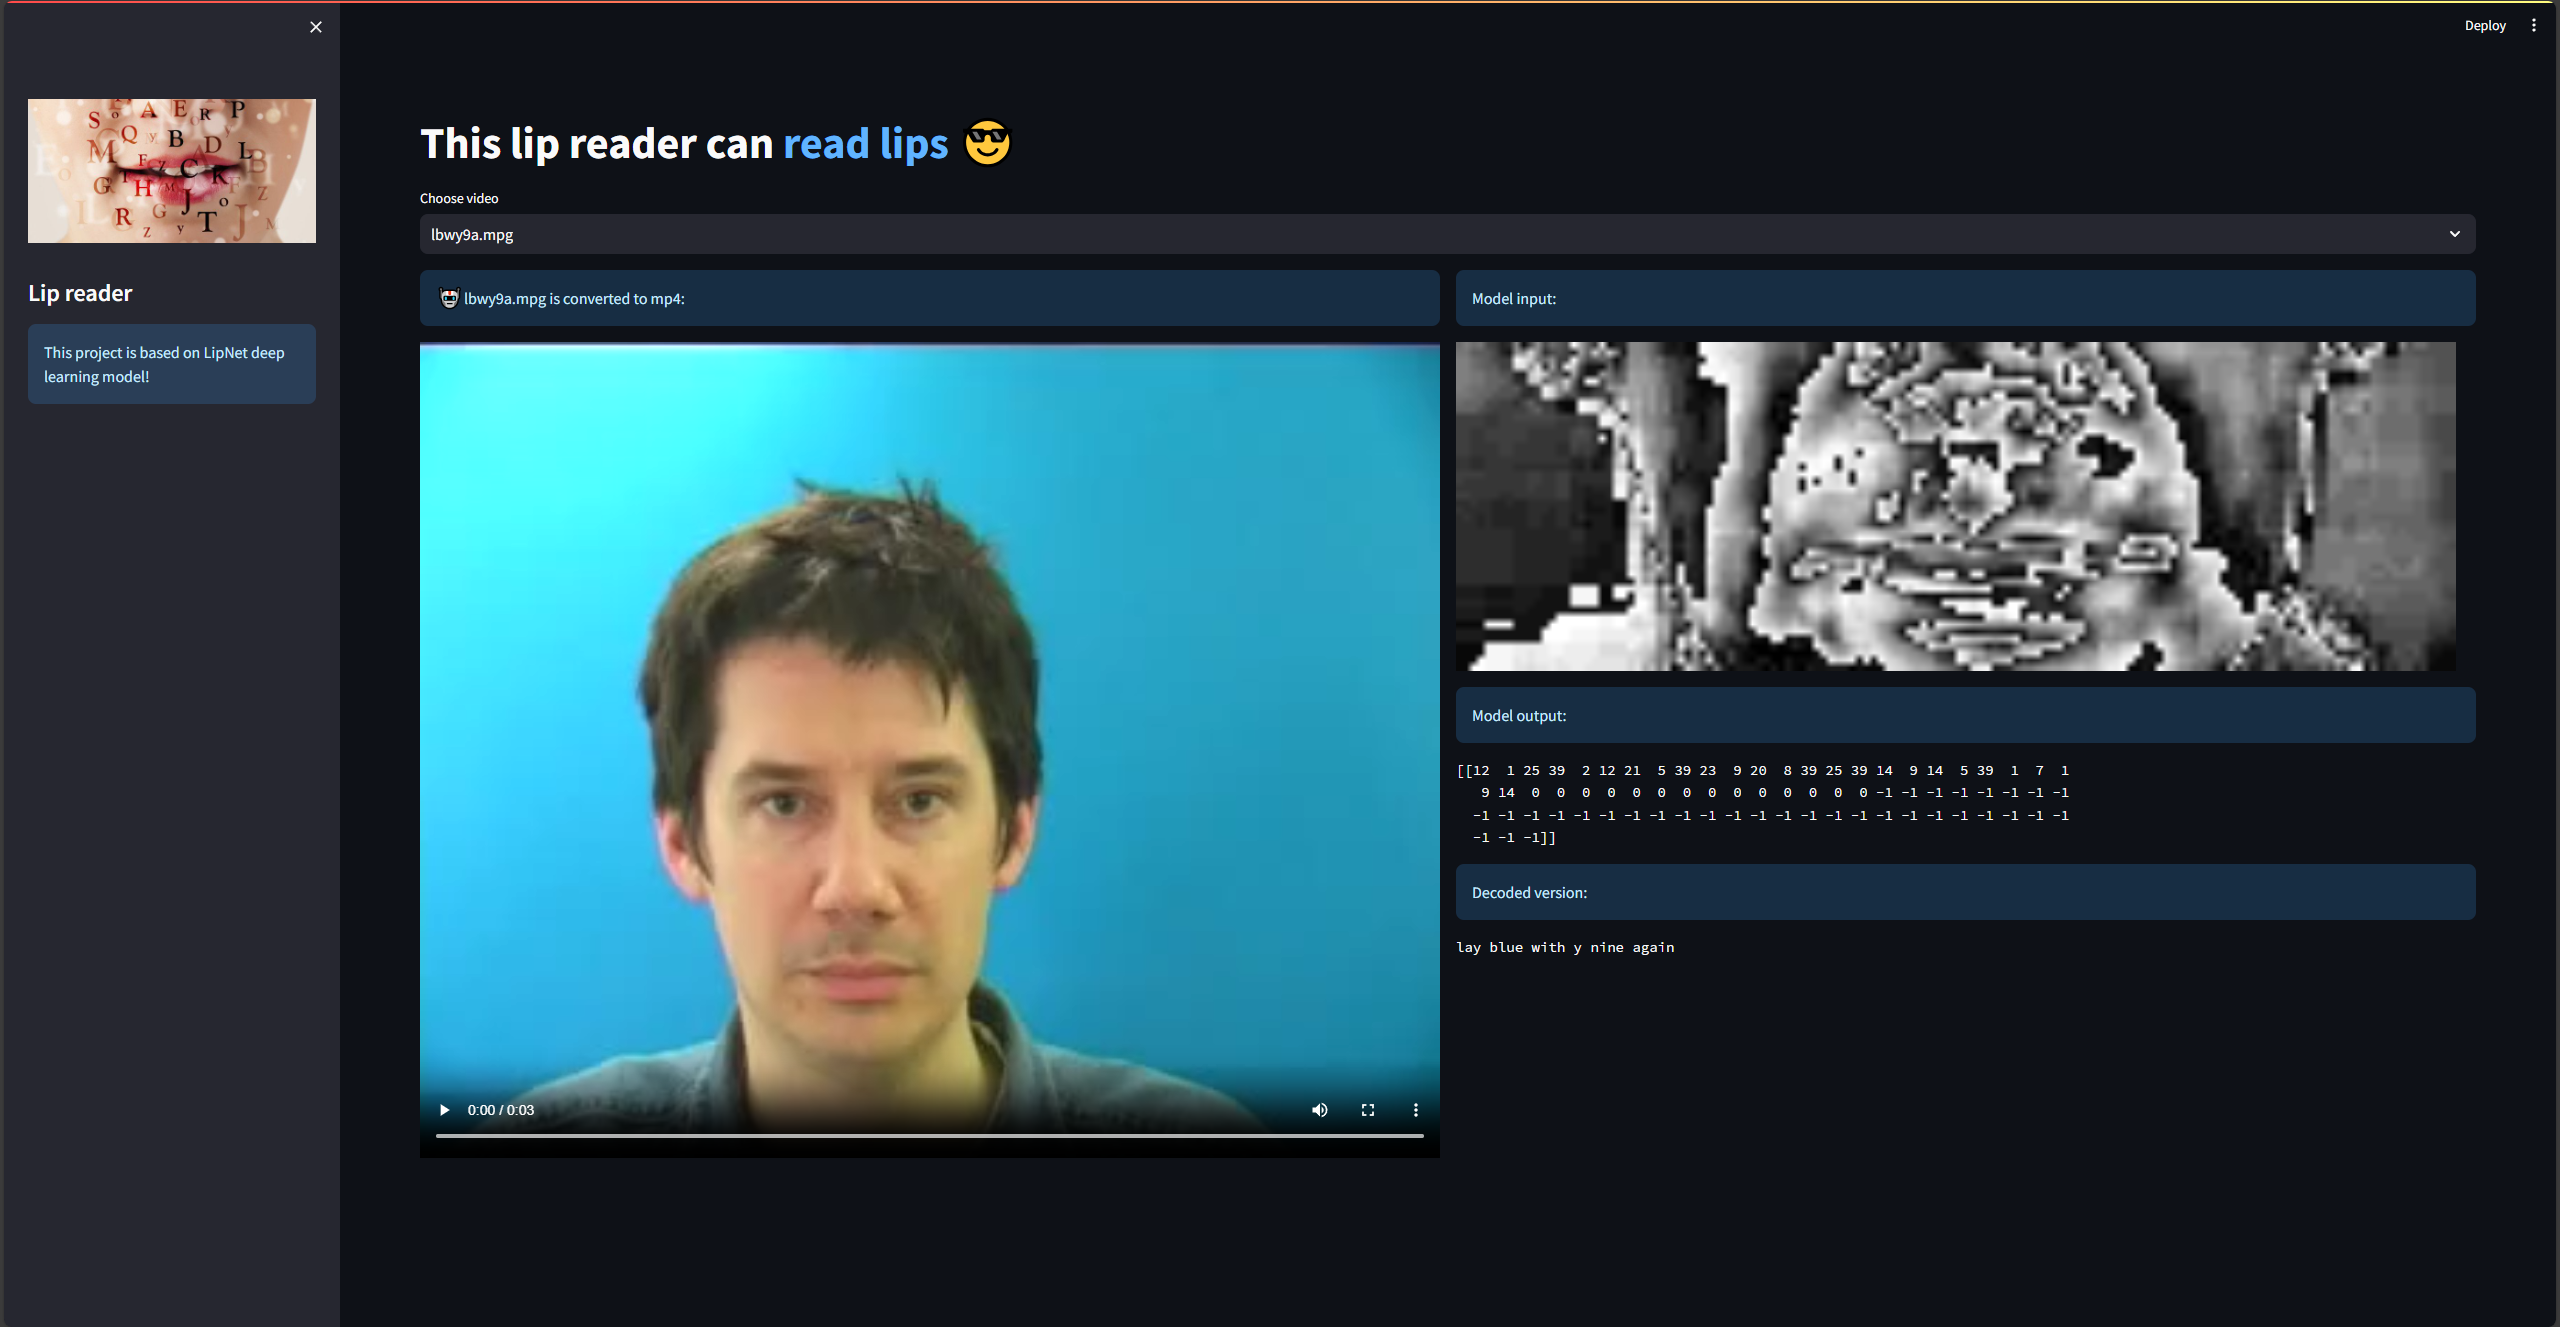 Deploy
S A E R P
Q y B D L
M F Z C K B
G T H M J F Z
L R G J T o J M
Z y
Lip reader
This project is based on LipNet deep
learning model!
This lip reader can read lips 😎
Choose video
lbwy9a.mpg
🤖 lbwy9a.mpg is converted to mp4:
0:00 / 0:03
Model input:
Model output:
[[12  1 25 39  2 12 21  5 39 23  9 20  8 39 25 39 14  9 14  5 39  1  7  1
   9 14  0  0  0  0  0  0  0  0  0  0  0  0  0  0 -1 -1 -1 -1 -1 -1 -1 -1
  -1 -1 -1 -1 -1 -1 -1 -1 -1 -1 -1 -1 -1 -1 -1 -1 -1 -1 -1 -1 -1 -1 -1 -1
  -1 -1 -1]]
Decoded version:
lay blue with y nine again